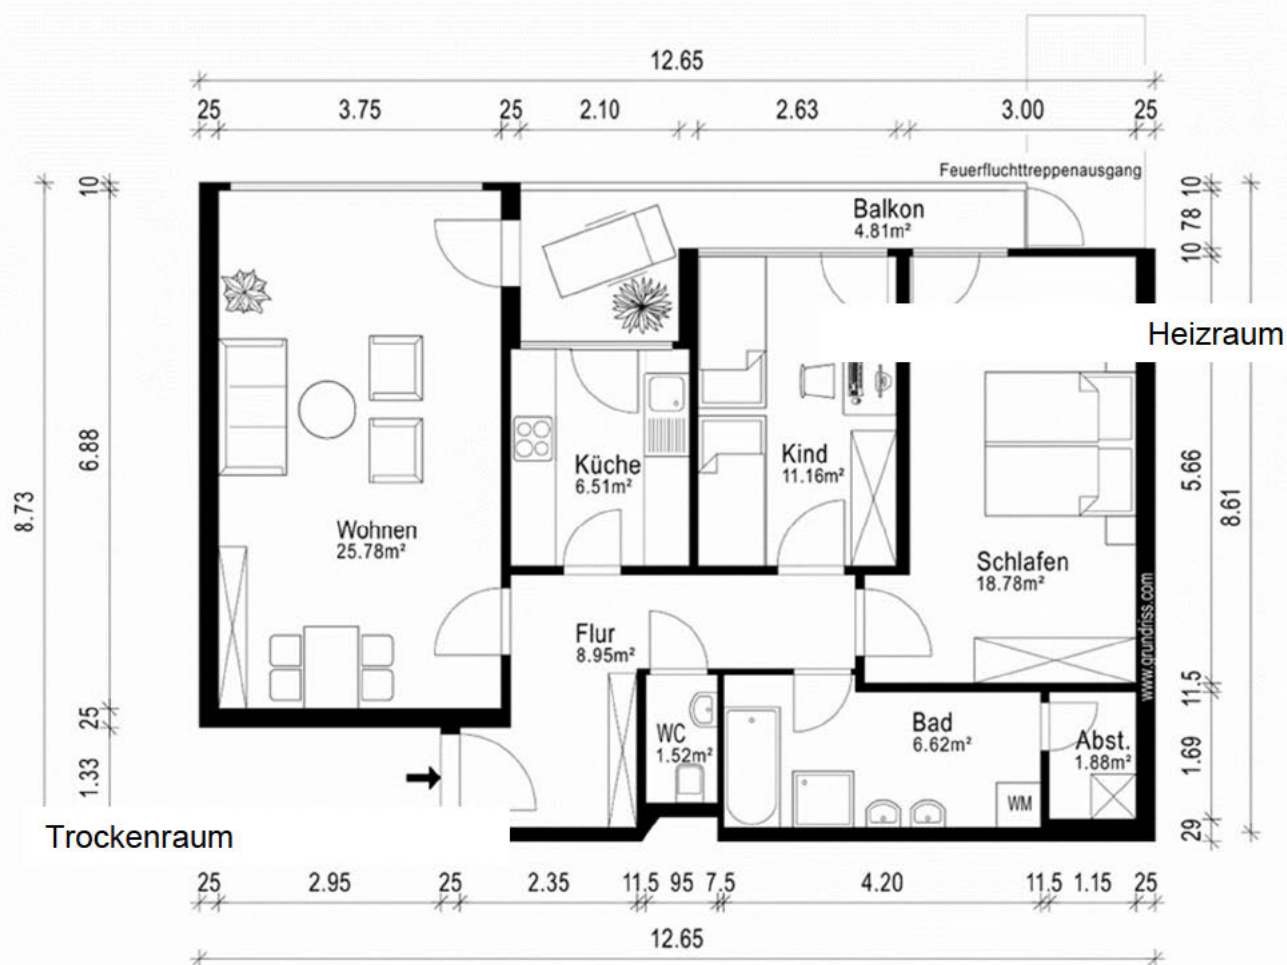 12.65
25 3.75 25 2.10 2.63 3.00 25
Feuerfluchttreppenausgang
10 10
Balkon
4.81m²
78
10
Heizraum
6.88
Küche
6.51m²
Kind
11.16m²
5.66
8.73
8.61
Wohnen
25.78m²
Schlafen
18.78m²
www.grundriss.com
Flur
8.95m²
11.5
25
WC
1.52m²
Bad
6.62m²
Abst.
1.88m²
1.33
1.69
WM
Trockenraum
29
25 2.95 25 2.35 11.5 95 7.5 4.20 11.5 1.15 25
12.65